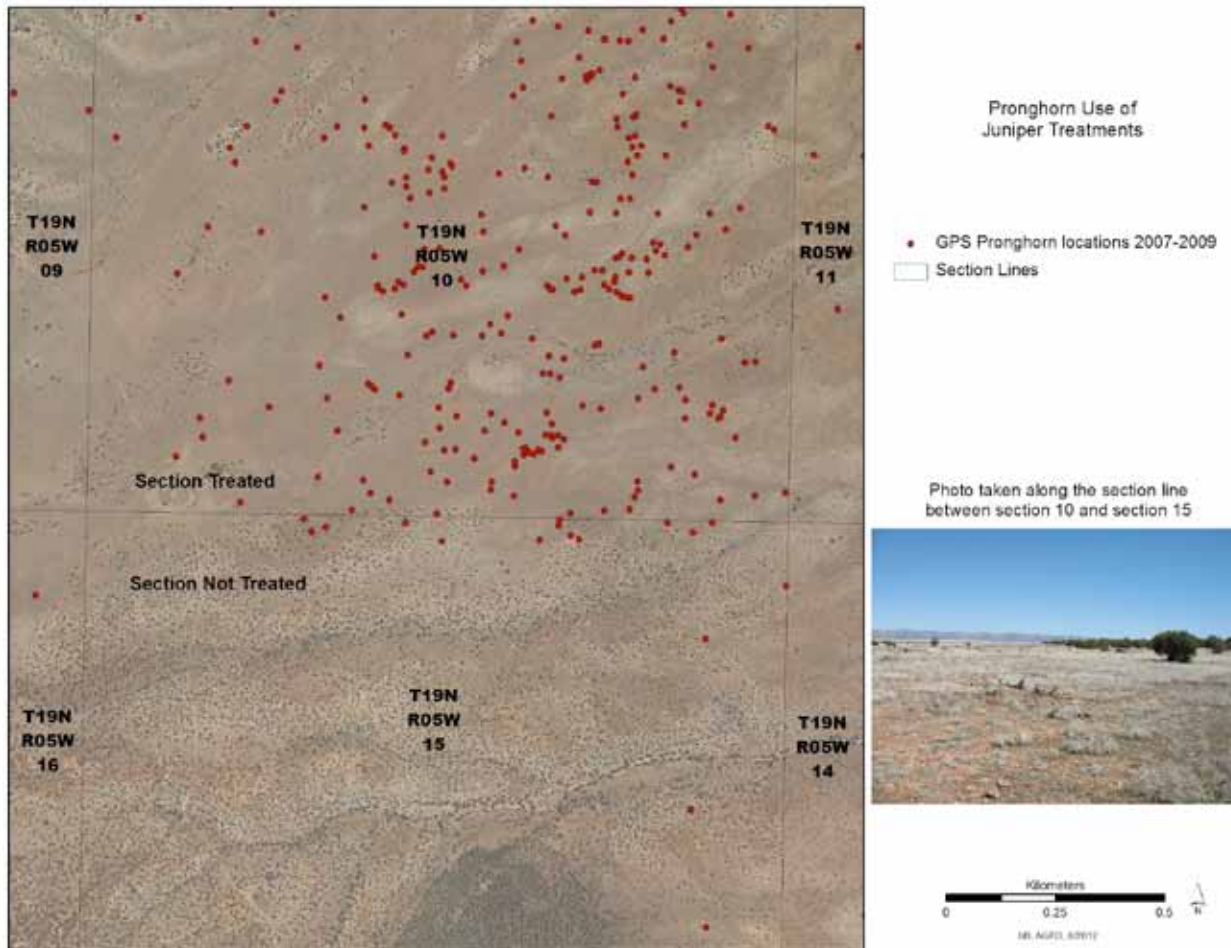 Pronghorn Use of
Juniper Treatments
GPS Pronghorn locations 2007-2009
Section Lines
T19N
R05W
09
T19N
R05W
10
T19N
R05W
11
Section Treated
Section Not Treated
T19N
R05W
16
T19N
R05W
15
T19N
R05W
14
Photo taken along the section line
between section 10 and section 15
Kilometers
0 0.25 0.5
N